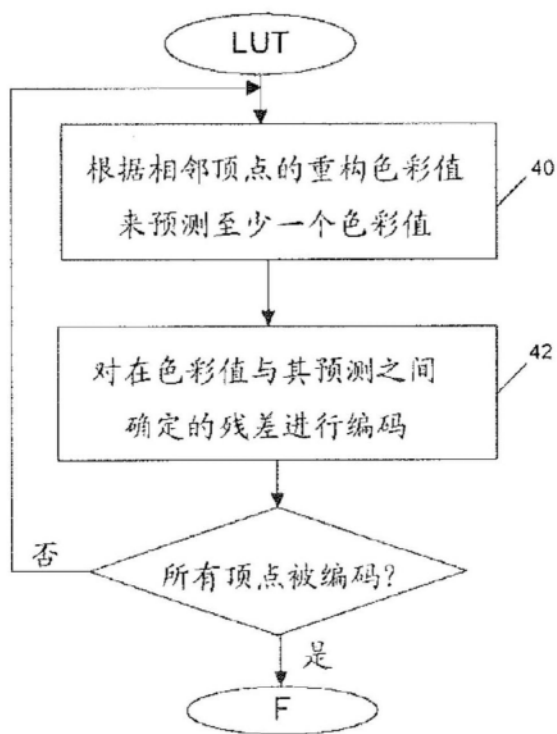 LUT
根据相邻顶点的重构色彩值
来预测至少一个色彩值
40
对在色彩值与其预测之间
确定的残差进行编码
42
否
所有顶点被编码?
是
F